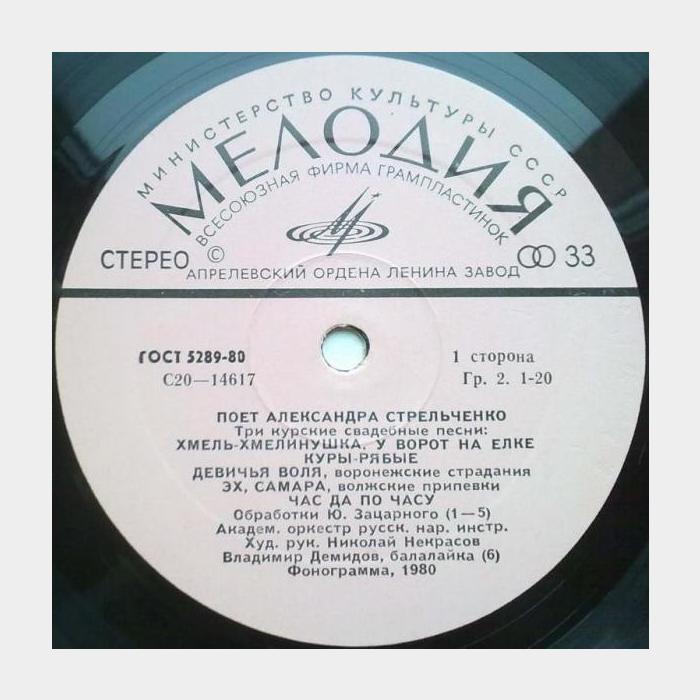 МИНИСТЕРСТВО КУЛЬТУРЫ СССР
МЕЛОДИЯ
ВСЕСОЮЗНАЯ ФИРМА ГРАМПЛАСТИНОК
СТЕРЕО © 33
АПРЕЛЕВСКИЙ ОРДЕНА ЛЕНИНА ЗАВОД
ГОСТ 5289-80 1 сторона
С20—14617 Гр. 2. 1-20
ПОЕТ АЛЕКСАНДРА СТРЕЛЬЧЕНКО
Три курские свадебные песни:
ХМЕЛЬ-ХМЕЛИНУШКА, У ВОРОТ НА ЕЛКЕ
КУРЫ-РЯБЫЕ
ДЕВИЧЬЯ ВОЛЯ, воронежские страдания
ЭХ, САМАРА, волжские припевки
ЧАС ДА ПО ЧАСУ
Обработки Ю. Зацарного (1—5)
Академ. оркестр русск. нар. инстр.
Худ. рук. Николай Некрасов
Владимир Демидов, балалайка (6)
Фонограмма, 1980